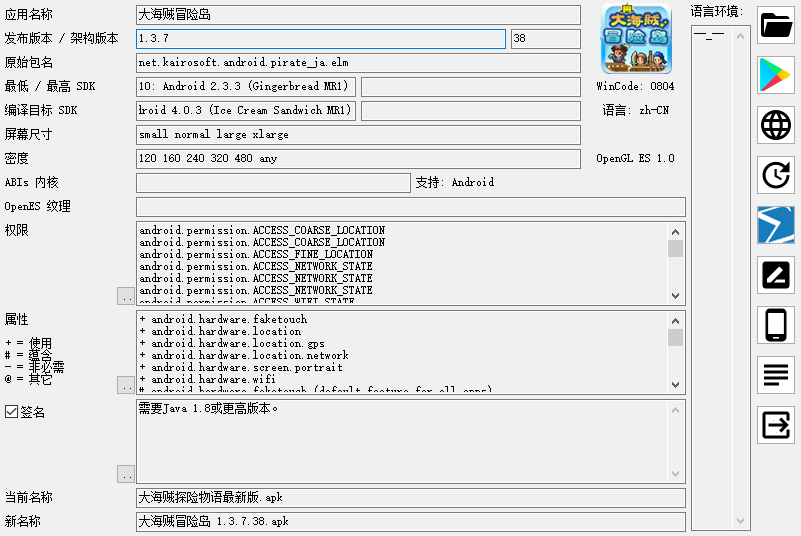 应用名称 大海贼冒险岛 语言环境:
大海贼
冒险岛
发布版本 / 架构版本 1.3.7 38 --_--
原始包名 net.kairosoft.android.pirate_ja.elm
最低 / 最高 SDK 10: Android 2.3.3 (Gingerbread MR1) WinCode: 0804
编译目标 SDK roid 4.0.3 (Ice Cream Sandwich MR1) 语言: zh-CN
屏幕尺寸 small normal large xlarge
密度 120 160 240 320 480 any OpenGL ES 1.0
ABIs 内核 支持: Android
OpenES 纹理
权限 android.permission.ACCESS_COARSE_LOCATION
android.permission.ACCESS_COARSE_LOCATION
android.permission.ACCESS_FINE_LOCATION
android.permission.ACCESS_NETWORK_STATE
android.permission.ACCESS_NETWORK_STATE
android.permission.ACCESS_NETWORK_STATE
.. android.permission.ACCESS_WIFI_STATE
属性 + android.hardware.faketouch
+ android.hardware.location
+ = 使用 + android.hardware.location.gps
# = 蕴含 + android.hardware.location.network
- = 非必需 + android.hardware.screen.portrait
@ = 其它 + android.hardware.wifi
.. # android.hardware.faketouch (default feature for all apps)
签名 需要Java 1.8或更高版本。
..
当前名称 大海贼探险物语最新版.apk
新名称 大海贼冒险岛 1.3.7.38.apk